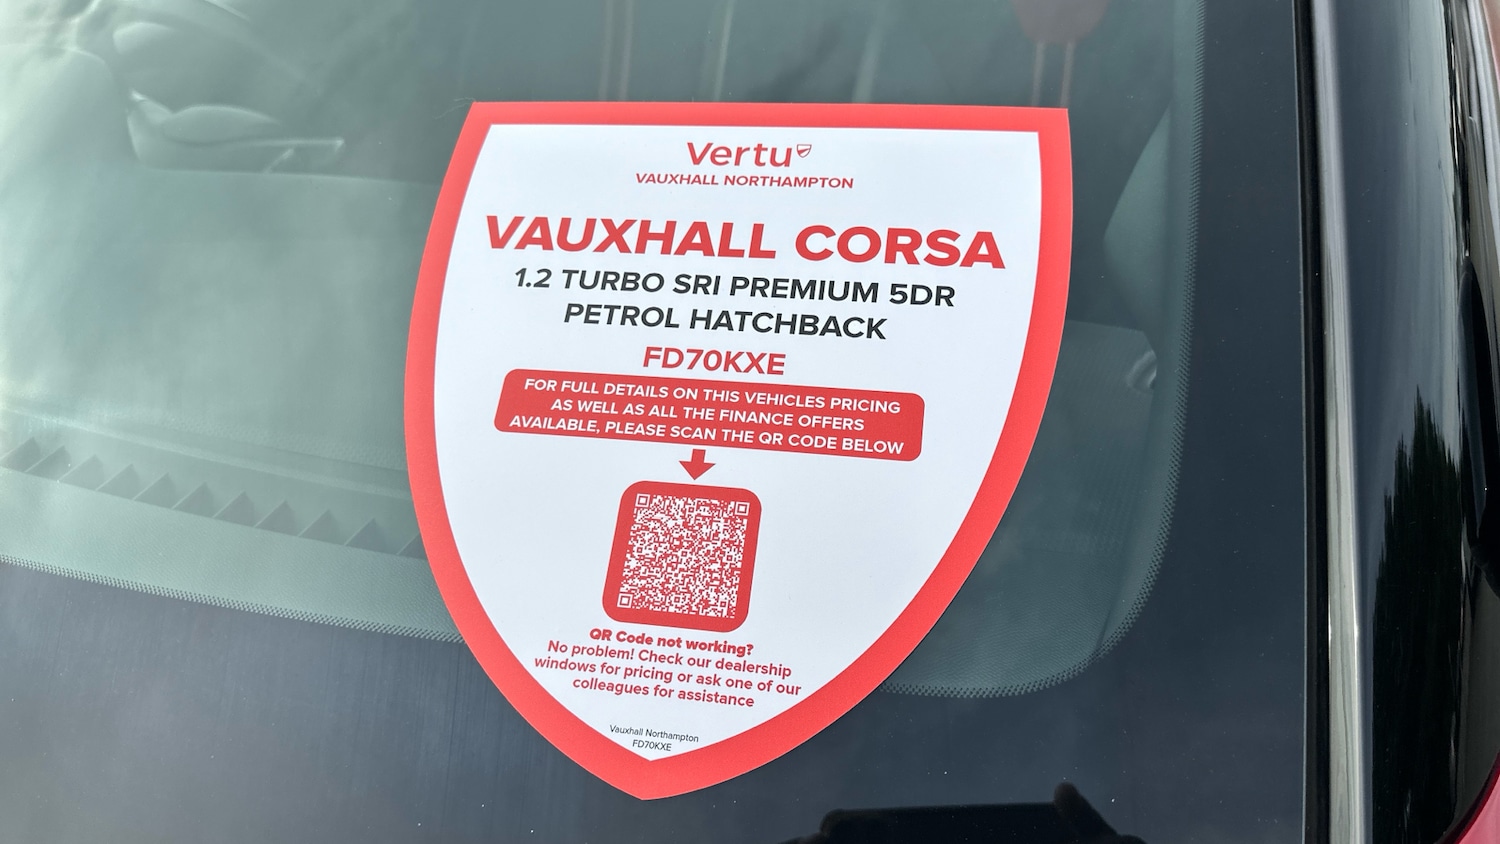 vertu
VAUXHALL NORTHAMPTON
VAUXHALL CORSA
1.2 TURBO SRI PREMIUM 5DR
PETROL HATCHBACK
FD70KXE
FOR FULL DETAILS ON THIS VEHICLES PRICING
AS WELL AS ALL THE FINANCE OFFERS
AVAILABLE, PLEASE SCAN THE QR CODE BELOW
QR Code not working?
No problem! Check our dealership
windows for pricing or ask one of our
colleagues for assistance
Vauxhall Northampton
FD70KXE